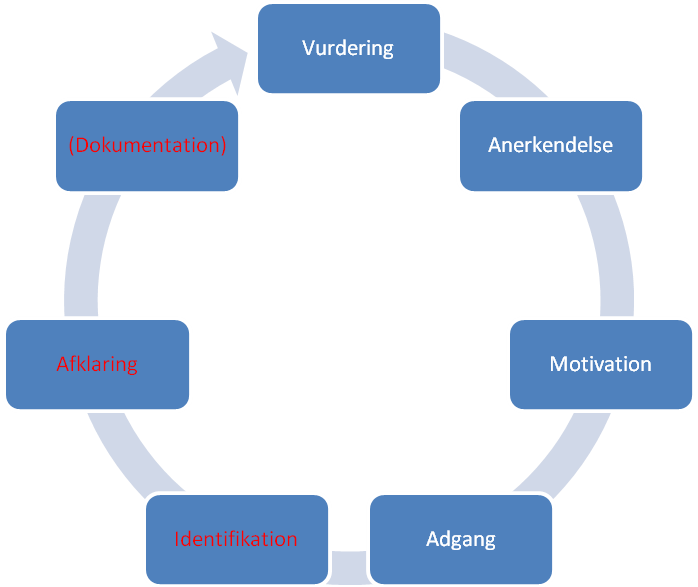 Vurdering
Anerkendelse
Motivation
Adgang
Identifikation
Afklaring
(Dokumentation)